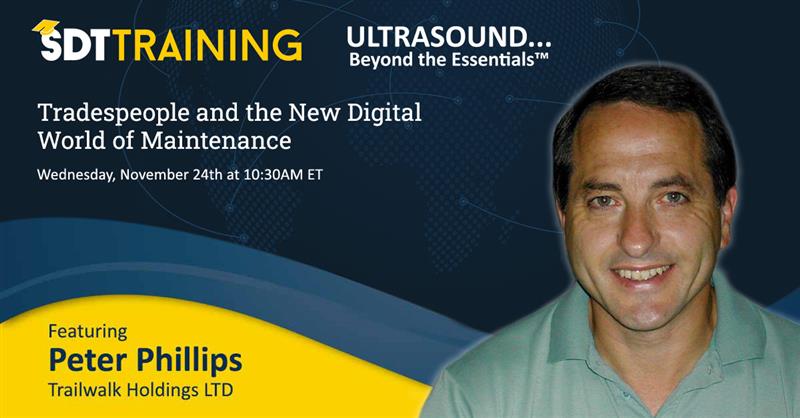 SDTTRAINING
ULTRASOUND...
Beyond the Essentials™
Tradespeople and the New Digital
World of Maintenance
Wednesday, November 24th at 10:30AM ET
Featuring
Peter Phillips
Trailwalk Holdings LTD